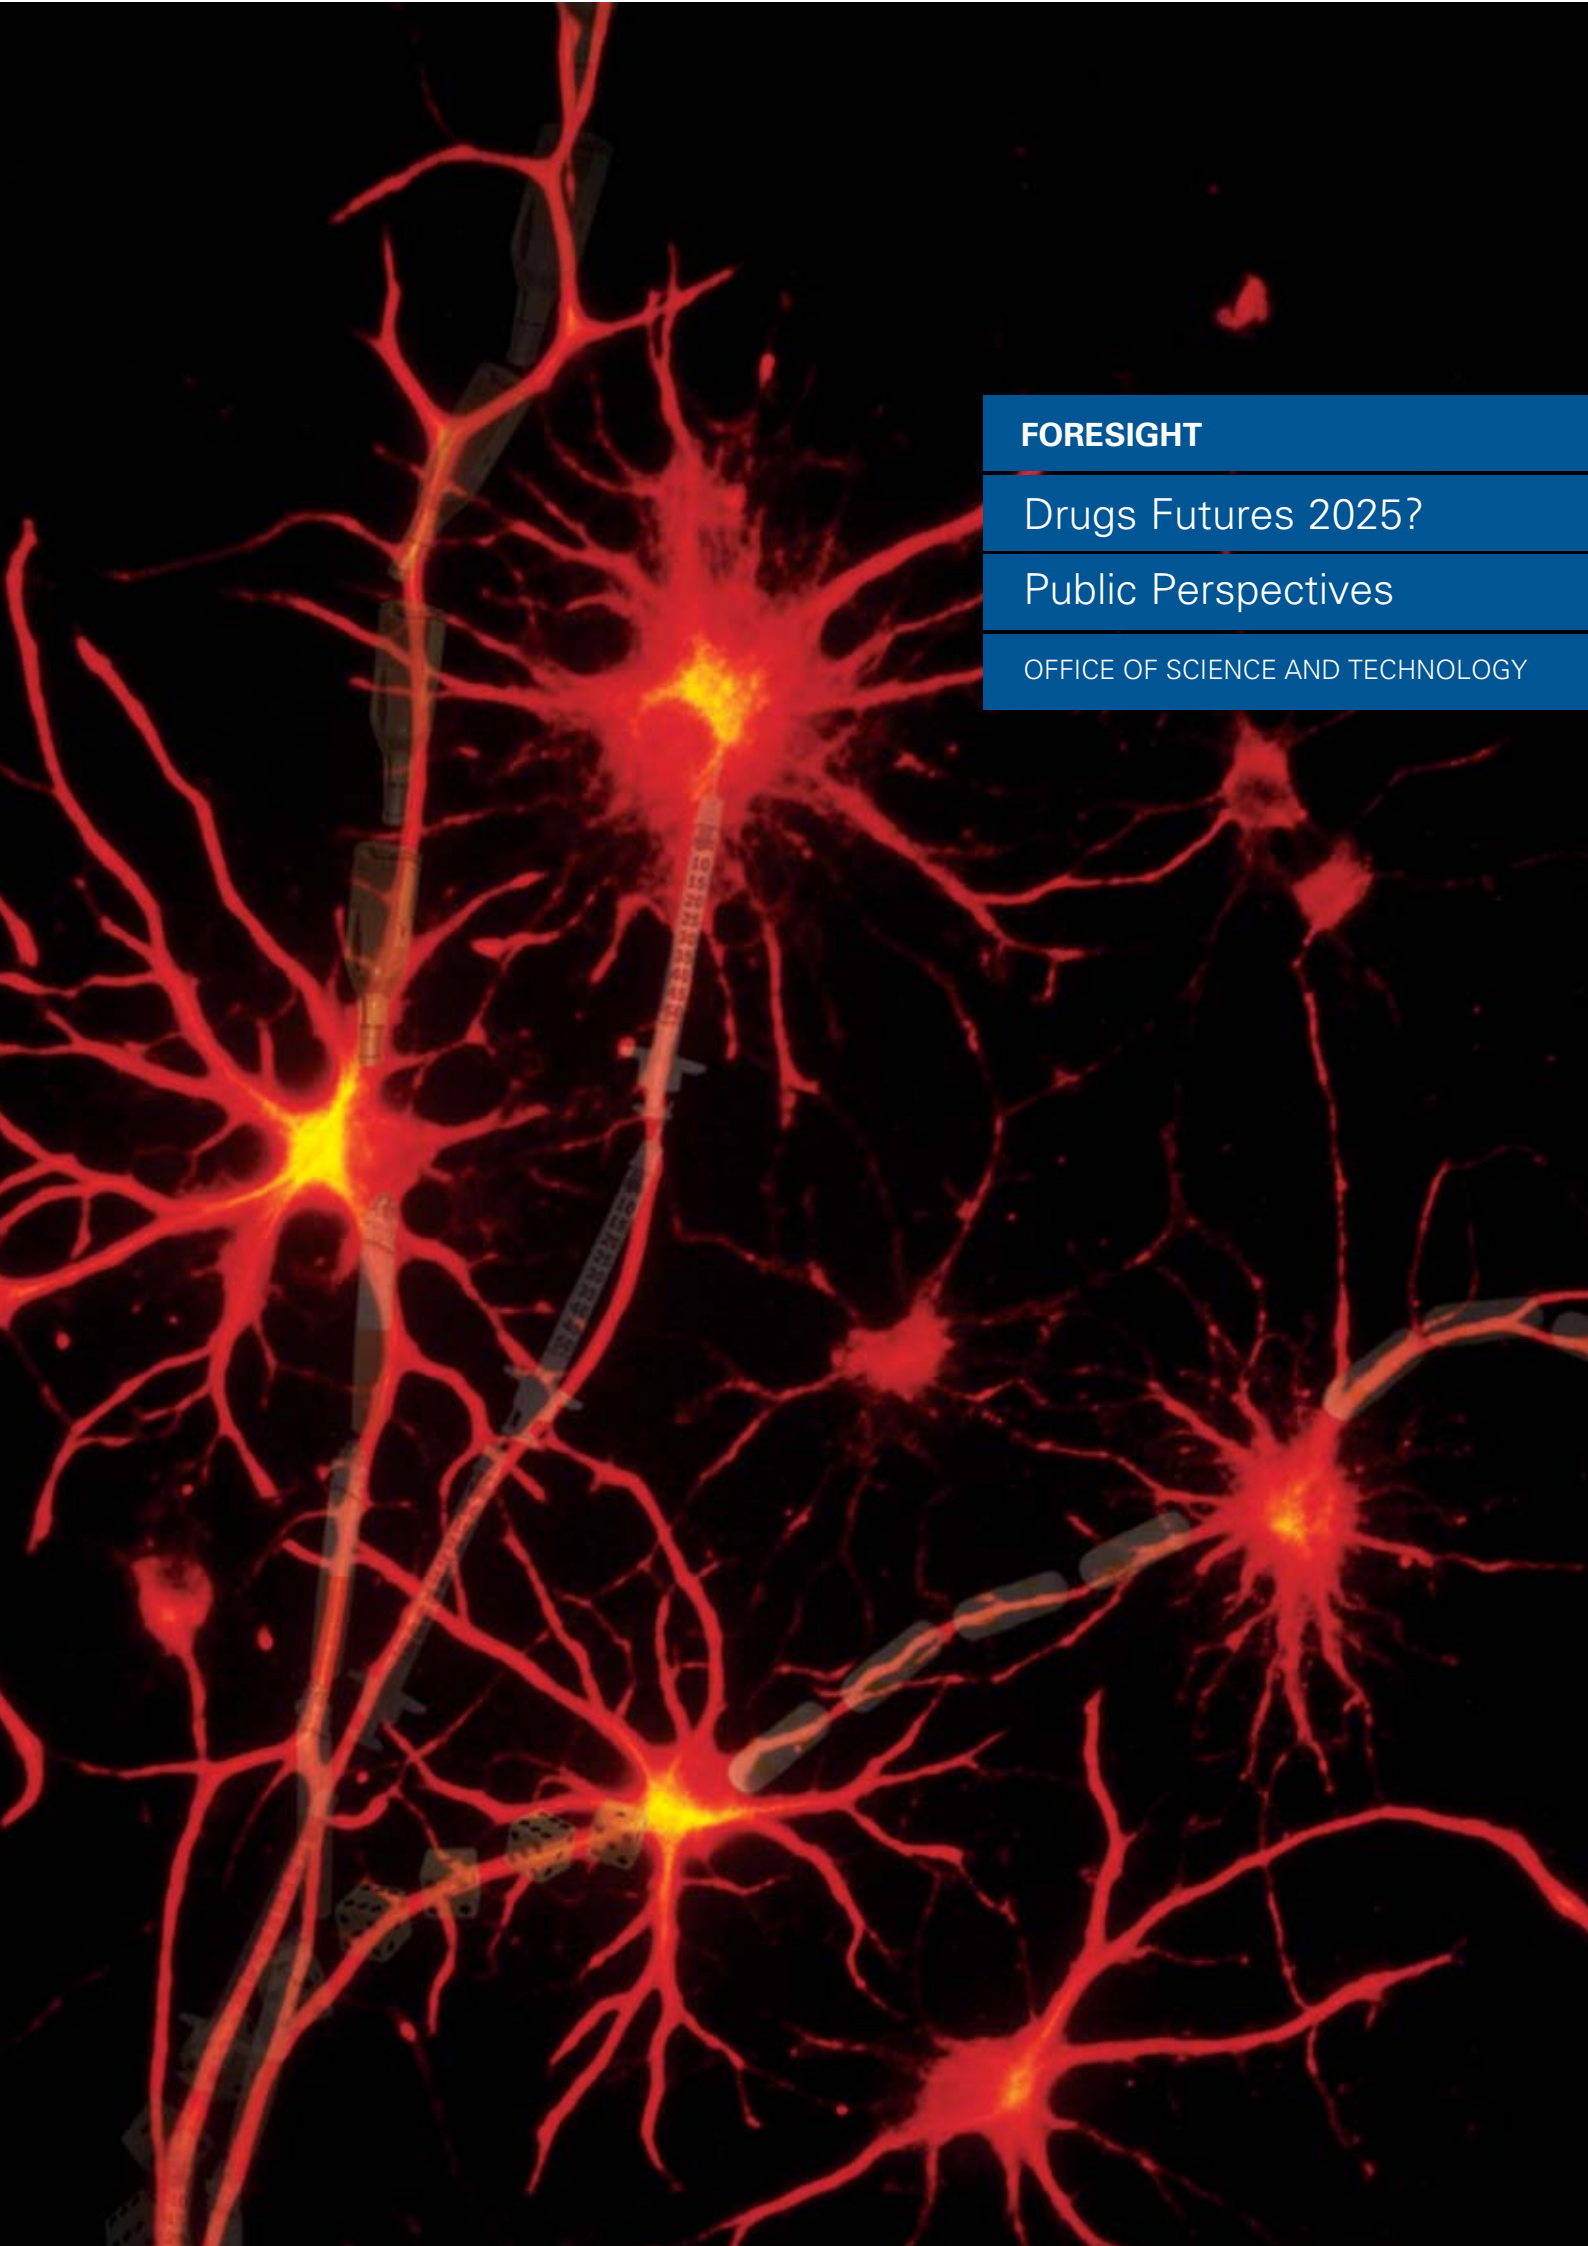 FORESIGHT
Drugs Futures 2025?
Public Perspectives
OFFICE OF SCIENCE AND TECHNOLOGY